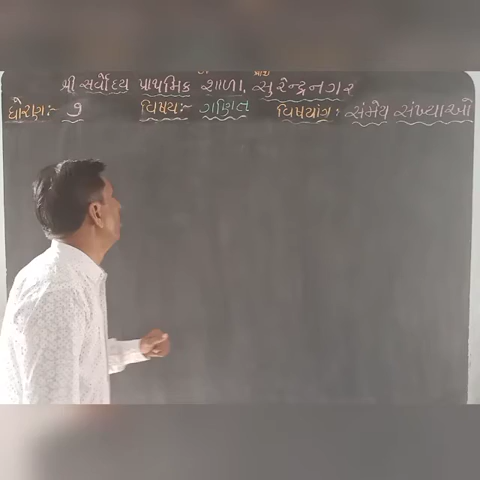 શ્રી સર્વોદય પ્રાથમિક શાળા, સુરેન્દ્રનગર
ધોરણ:- ૭ વિષય:- ગણિત વિષયાંગ: સંમેય સંખ્યાઓ